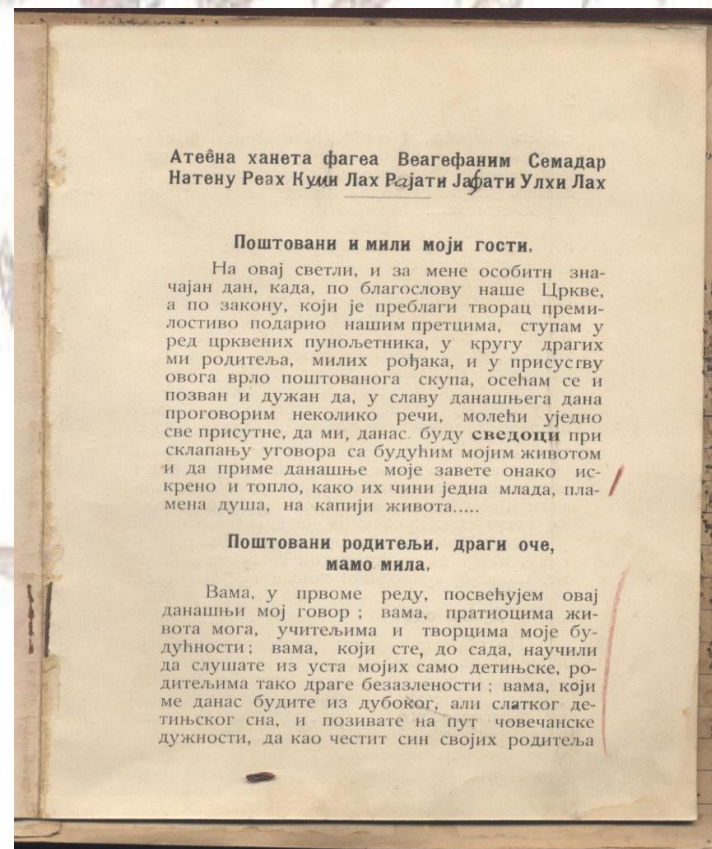 Атеêна ханета фагеа Веагефаним Семадар
Натену Реах Куми Лах Рајати Јафати Улхи Лах
Поштовани и мили моји гости,
На овај светли, и за мене особитн зна-
чајан дан, када, по благослову наше Цркве,
а по закону, који је преблаги творац преми-
лостиво подарио нашим претцима, ступам у
ред црквених пунољетника, у кругу драгих
ми родитеља, милих рођака, и у присуству
овога врло поштованога скупа, осећам се и
позван и дужан да, у славу данашњега дана
проговорим неколико речи, молећи уједно
све присутне, да ми, данас буду сведоци при
склапању уговора са будућим мојим животом
и да приме данашње моје завете онако ис-
крено и топло, како их чини једна млада, пла-
мена душа, на капији живота.....
Поштовани родитељи, драги оче,
мамо мила,
Вама, у првоме реду, посвећујем овај
данашњи мој говор ; вама, пратиоцима жи-
вота мога, учитељима и творцима моје бу-
дућности ; вама, који сте, до сада, научили
да слушате из уста мојих само детињске, ро-
дитељима тако драге безазлености ; вама, који
ме данас будите из дубоког, али слатког де-
тињског сна, и позивате на пут човечанске
дужности, да као честит син својих родитеља